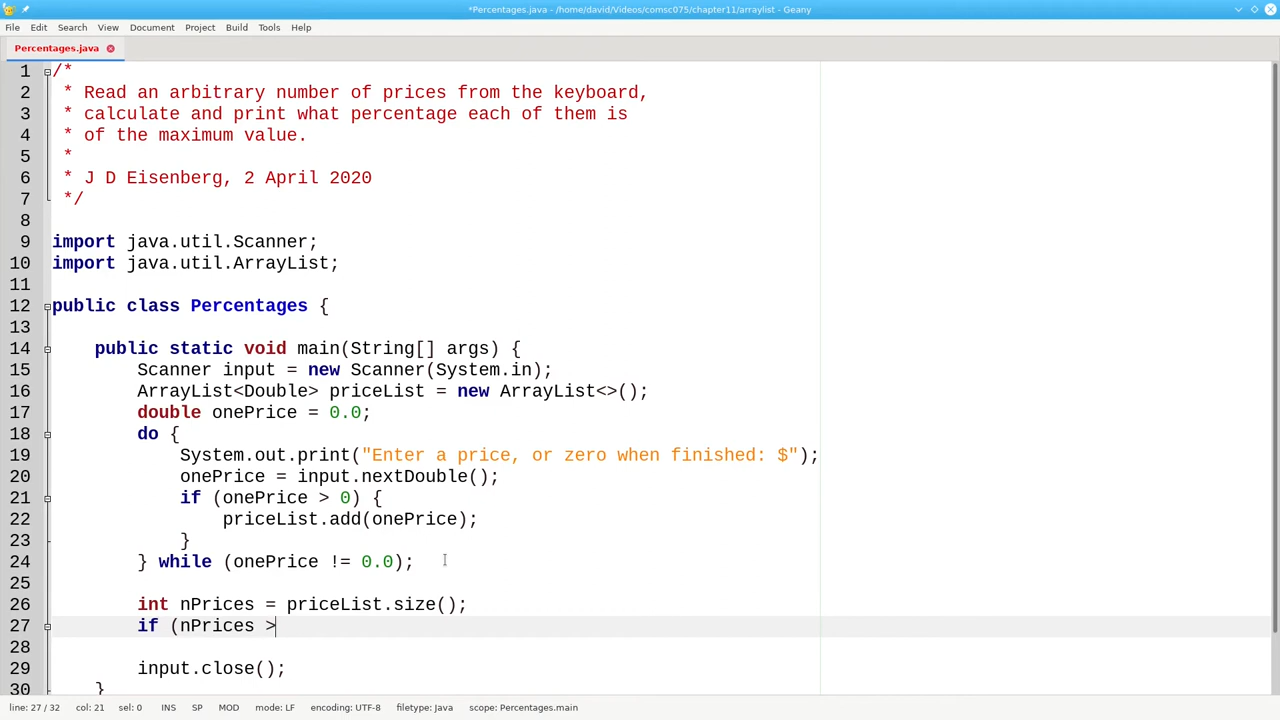 *Percentages.java - /home/david/Videos/comsc075/chapter11/arraylist - Geany
File Edit Search View Document Project Build Tools Help
Percentages.java
1 /*
2  * Read an arbitrary number of prices from the keyboard,
3  * calculate and print what percentage each of them is
4  * of the maximum value.
5  *
6  * J D Eisenberg, 2 April 2020
7  */
8
9 import java.util.Scanner;
10 import java.util.ArrayList;
11
12 public class Percentages {
13
14     public static void main(String[] args) {
15         Scanner input = new Scanner(System.in);
16         ArrayList<Double> priceList = new ArrayList<>();
17         double onePrice = 0.0;
18         do {
19             System.out.print("Enter a price, or zero when finished: $");
20             onePrice = input.nextDouble();
21             if (onePrice > 0) {
22                 priceList.add(onePrice);
23             }
24         } while (onePrice != 0.0);
25
26         int nPrices = priceList.size();
27         if (nPrices >
28
29         input.close();
30     }
line: 27 / 32 col: 21 sel: 0 INS SP MOD mode: LF encoding: UTF-8 filetype: Java scope: Percentages.main